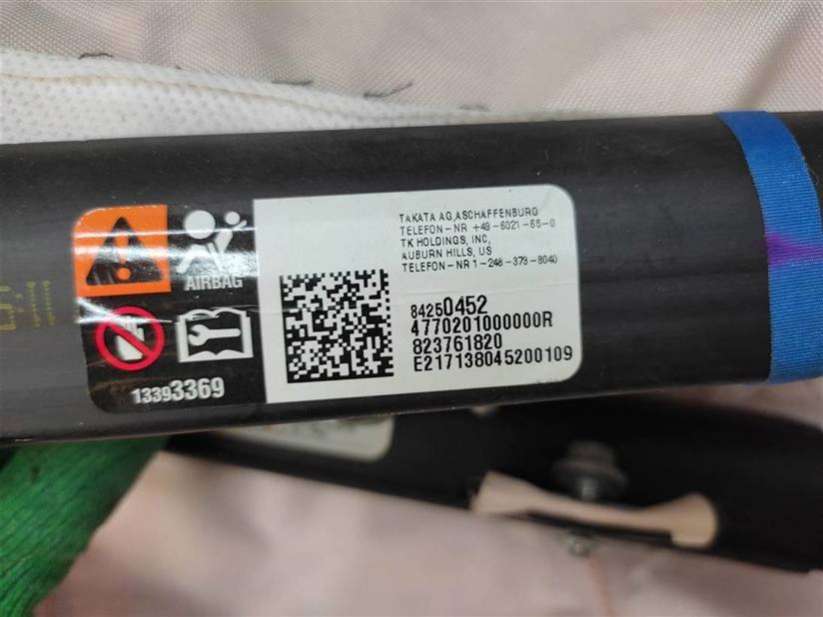 AIRBAG
13393369
TAKATA AG, ASCHAFFENBURG
TELEFON-NR +49-6021-65-0
TK HOLDINGS, INC,
AUBURN HILLS, US
TELEFON-NR 1-248-373-8040
84250452
4770201000000R
823761820
E217138045200109